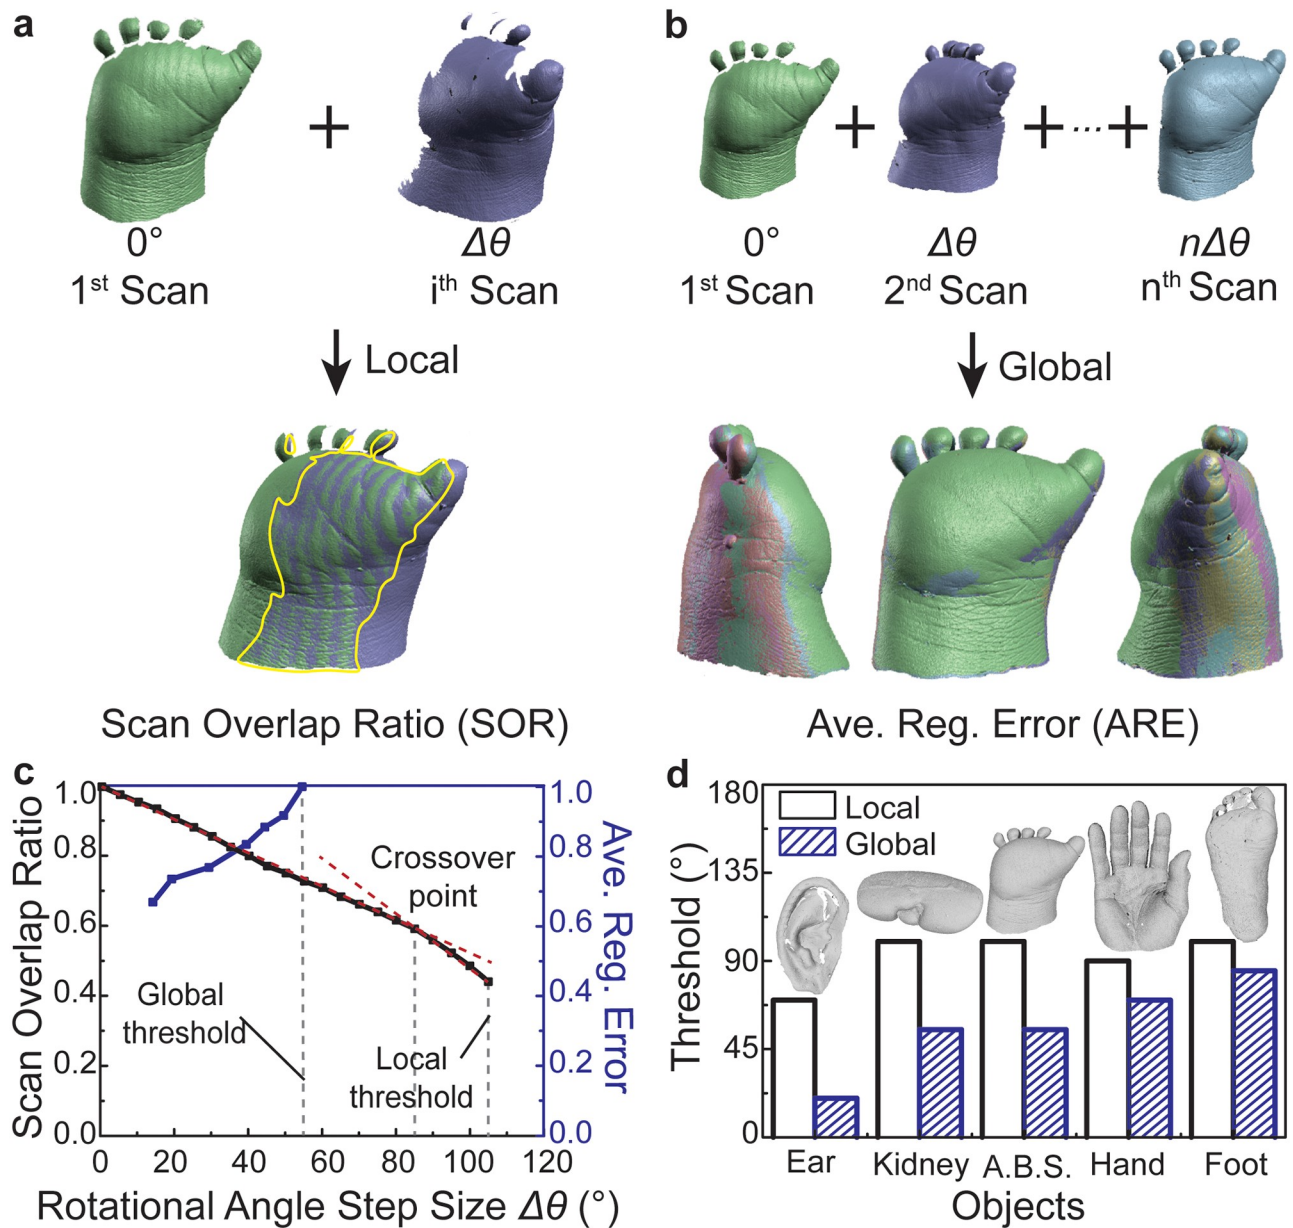 a
+
0°
Δθ
1st Scan
ith Scan
Local
Scan Overlap Ratio (SOR)
b
+ + ... +
0°
Δθ
nΔθ
1st Scan
2nd Scan
nth Scan
Global
Ave. Reg. Error (ARE)
c
Scan Overlap Ratio
1.0
0.8
0.6
0.4
0.2
0.0
Crossover
point
Global
threshold
Local
threshold
1.0
0.8
0.6
0.4
0.2
0.0
Ave. Reg. Error
0 20 40 60 80 100 120
Rotational Angle Step Size Δθ (°)
d
Threshold (°)
180
135
90
45
0
Local
Global
Ear Kidney A.B.S. Hand Foot
Objects